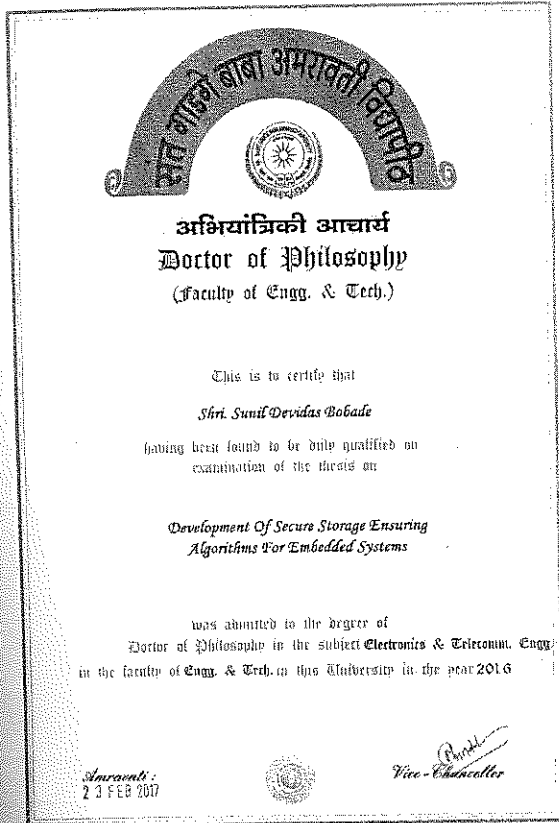 संत गाडगे बाबा अमरावती विद्यापीठ
अभियांत्रिकी आचार्य
Doctor of Philosophy
(Faculty of Engg. & Tech.)
This is to certify that
Shri. Sunil Devidas Bobade
having been found to be duly qualified on
examination of the thesis on
Development Of Secure Storage Ensuring
Algorithms For Embedded Systems
was admitted to the degree of
Doctor of Philosophy in the subject Electronics & Telecomm. Engg.
in the faculty of Engg. & Tech. in this University in the year 2016
Amravati :
23 FEB 2017
Vice-Chancellor